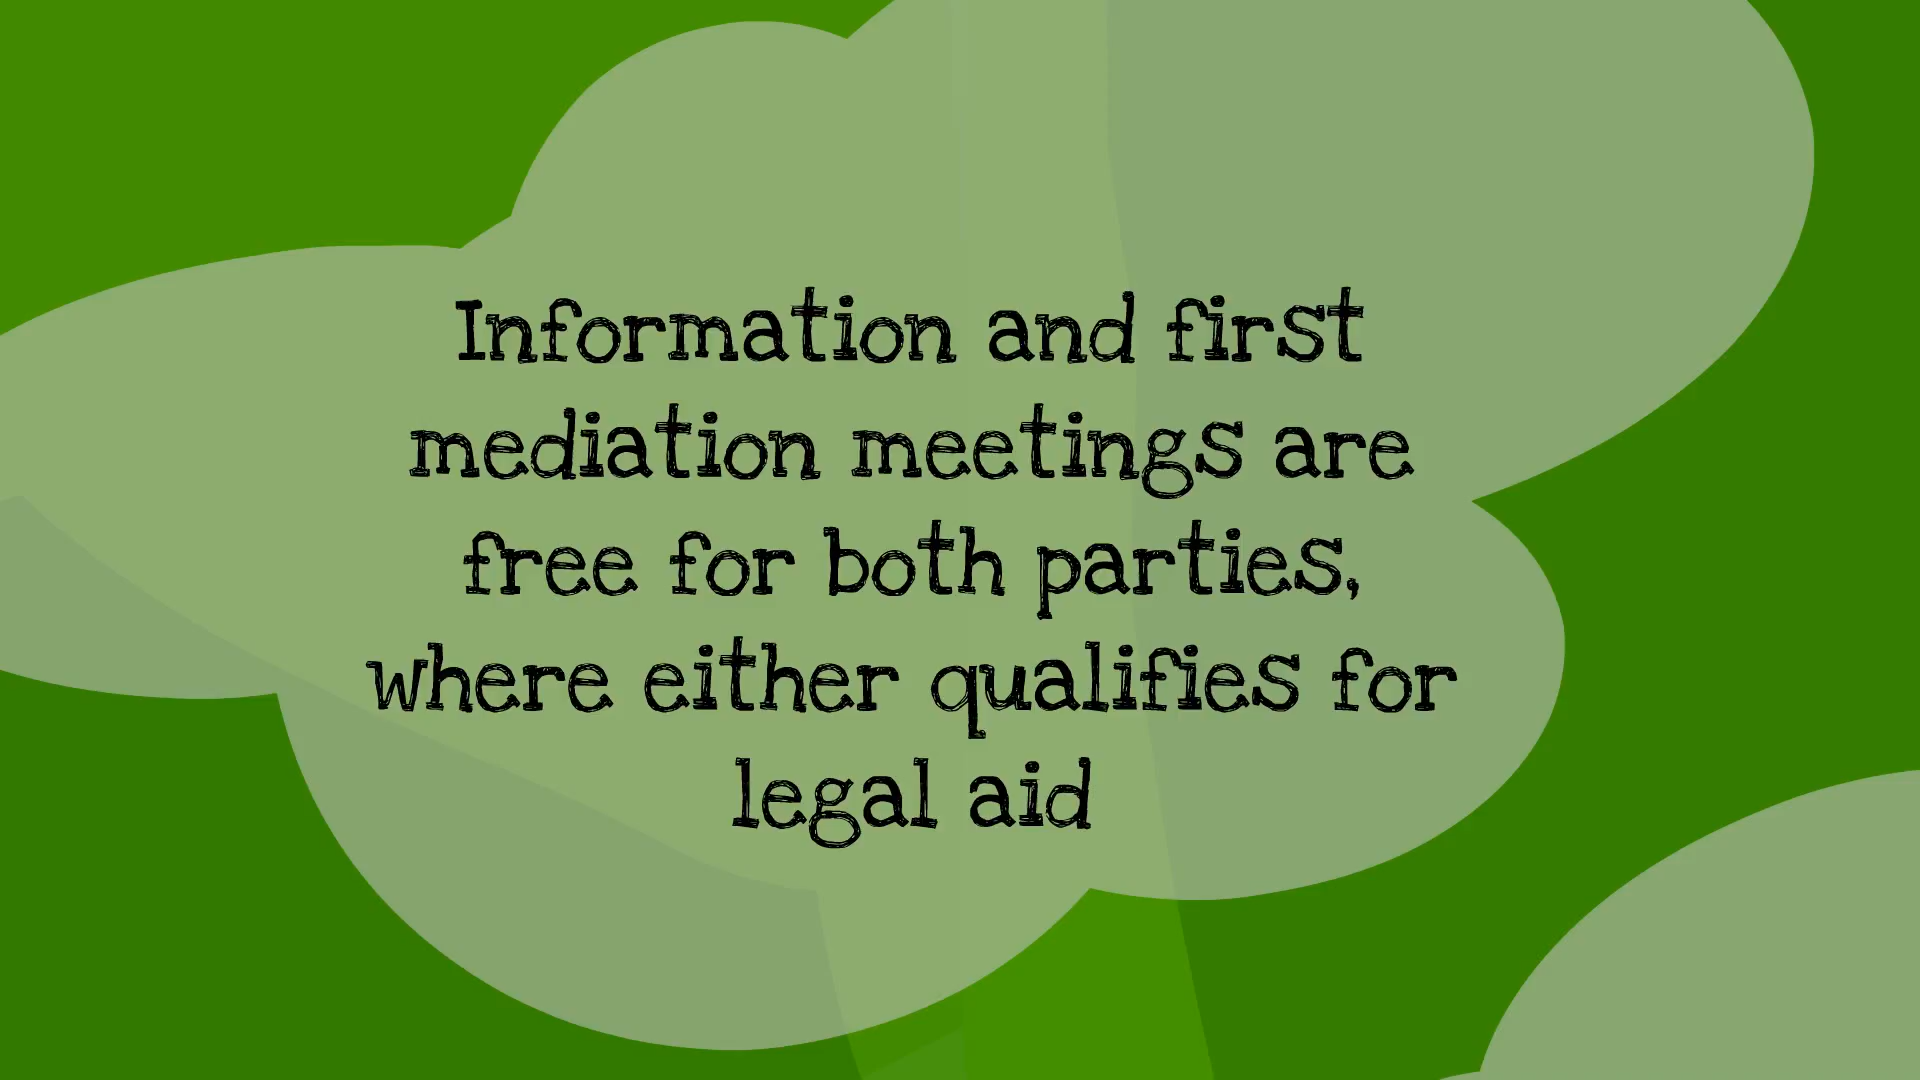 Information and first
mediation meetings are
free for both parties,
where either qualifies for
legal aid